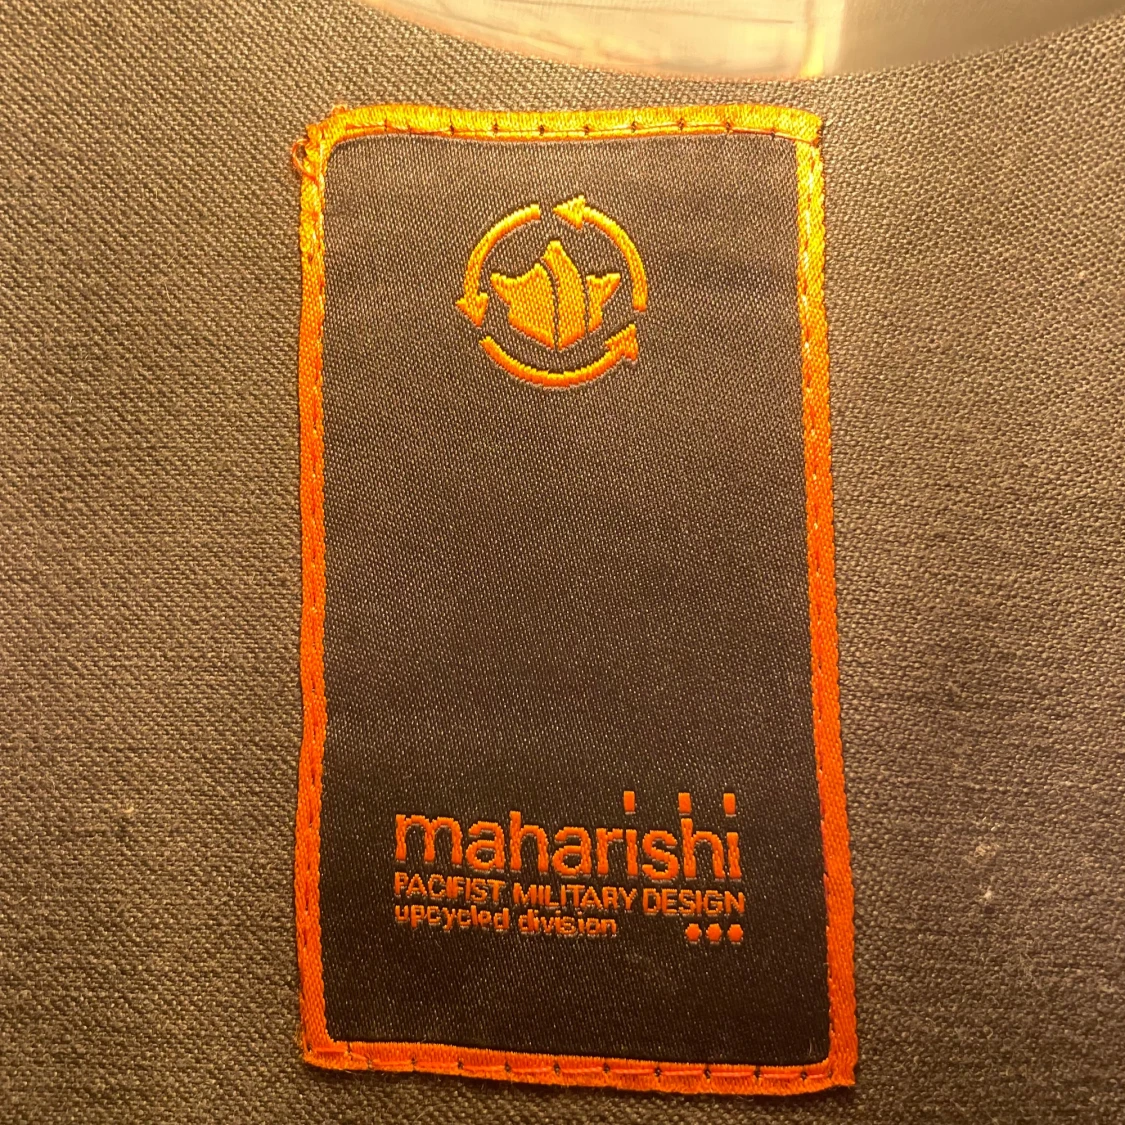 maharishi
PACIFIST MILITARY DESIGN
upcycled division